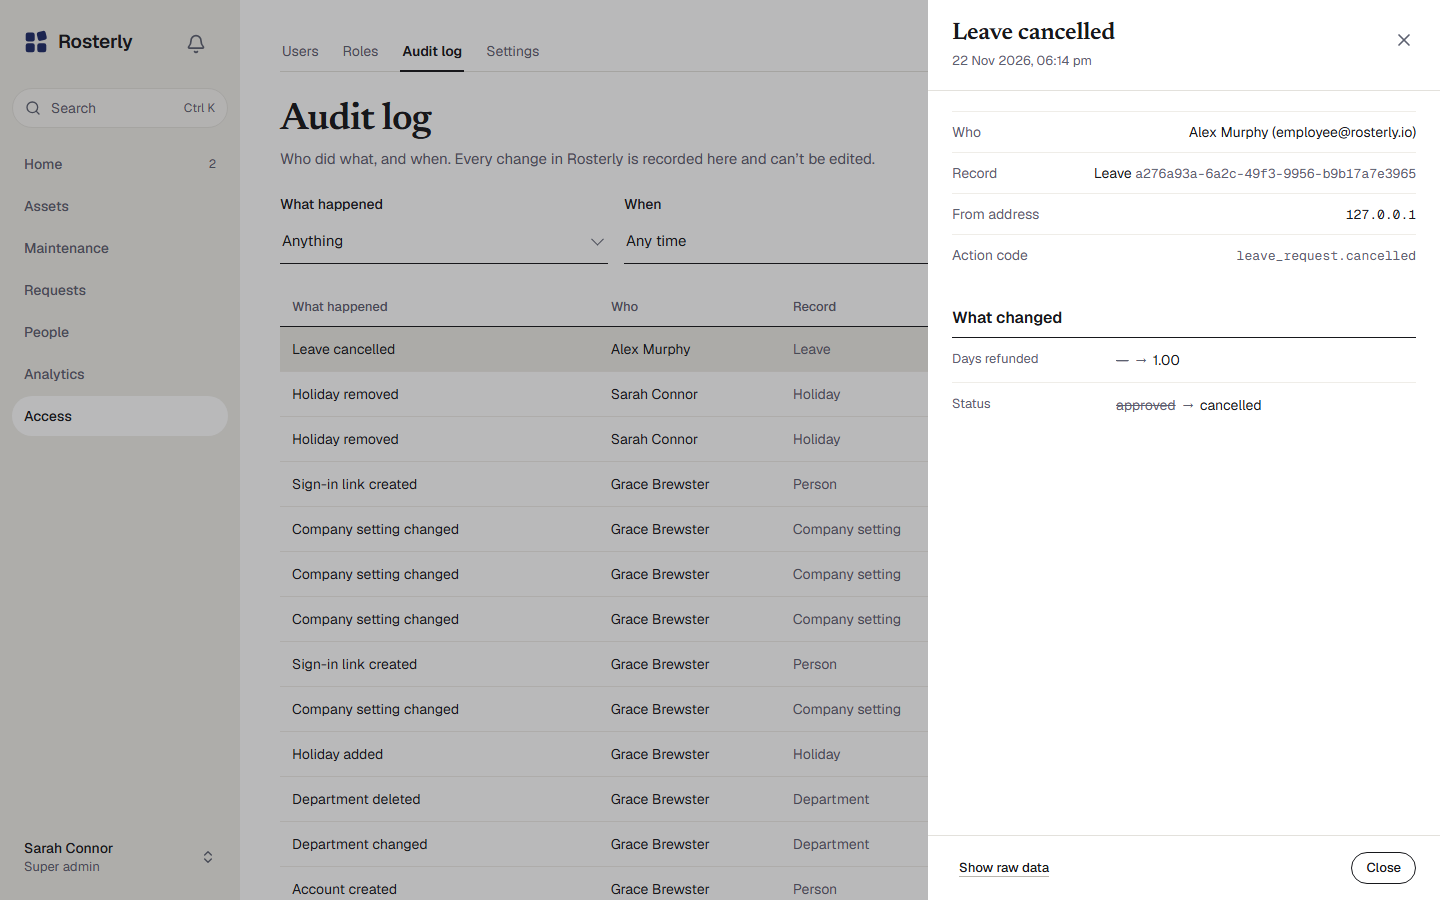 Rosterly
Search Ctrl K
Home 2
Assets
Maintenance
Requests
People
Analytics
Access
Sarah Connor
Super admin
Users Roles Audit log Settings
Audit log
Who did what, and when. Every change in Rosterly is recorded here and can’t be edited.
What happened When
Anything Any time
What happened Who Record
Leave cancelled Alex Murphy Leave
Holiday removed Sarah Connor Holiday
Holiday removed Sarah Connor Holiday
Sign-in link created Grace Brewster Person
Company setting changed Grace Brewster Company setting
Company setting changed Grace Brewster Company setting
Company setting changed Grace Brewster Company setting
Sign-in link created Grace Brewster Person
Company setting changed Grace Brewster Company setting
Holiday added Grace Brewster Holiday
Department deleted Grace Brewster Department
Department changed Grace Brewster Department
Account created Grace Brewster Person
Leave cancelled
22 Nov 2026, 06:14 pm
Who Alex Murphy (employee@rosterly.io)
Record Leave a276a93a-6a2c-49f3-9956-b9b17a7e3965
From address 127.0.0.1
Action code leave_request.cancelled
What changed
Days refunded — → 1.00
Status approved → cancelled
Show raw data Close